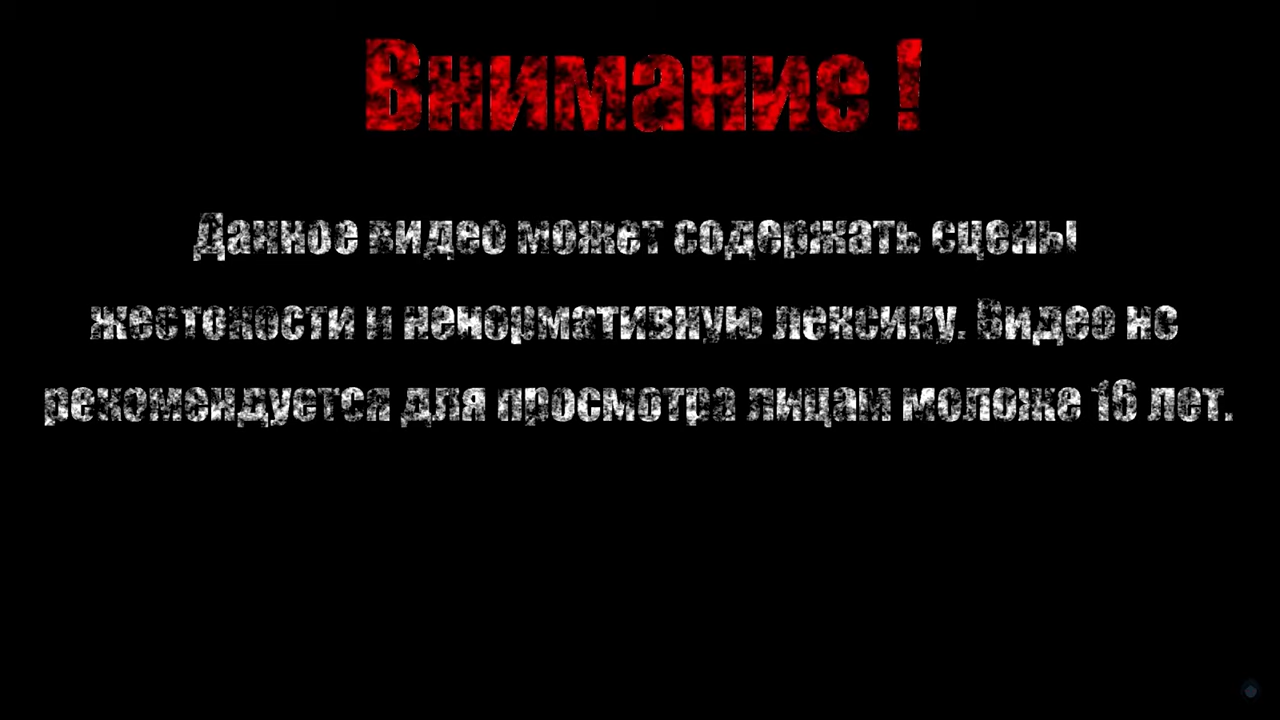 Внимание !
Данное видео может содержать сцены
жестокости и ненормативную лексику. Видео не
рекомендуется для просмотра лицам моложе 16 лет.